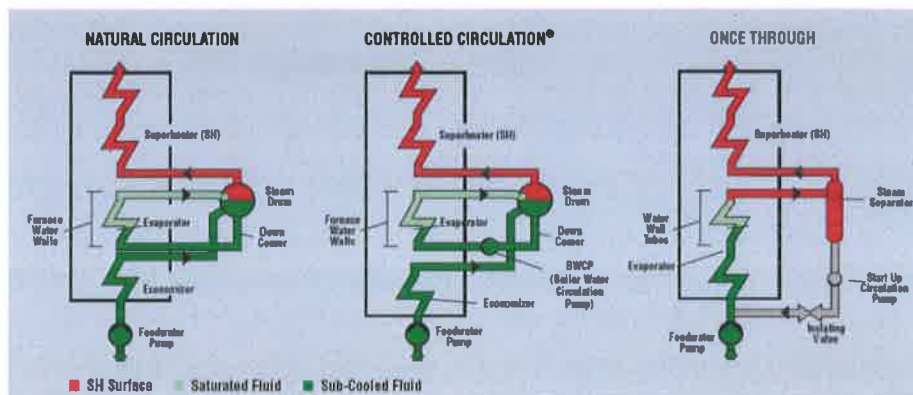 NATURAL CIRCULATION
Superheater (SH)
Steam
Drum
Furnace
Water
Walls
Evaporator
Down
Comer
Economizer
Feedwater
Pump
CONTROLLED CIRCULATION®
Superheater (SH)
Steam
Drum
Furnace
Water
Walls
Evaporator
Down
Comer
BWCP
(Boiler Water
Circulation
Pump)
Economizer
Feedwater
Pump
ONCE THROUGH
Superheater (SH)
Steam
Separator
Water
Wall
Tubes
Evaporator
Start Up
Circulation
Pump
Isolating
Valve
Feedwater
Pump
SH Surface
Saturated Fluid
Sub-Cooled Fluid